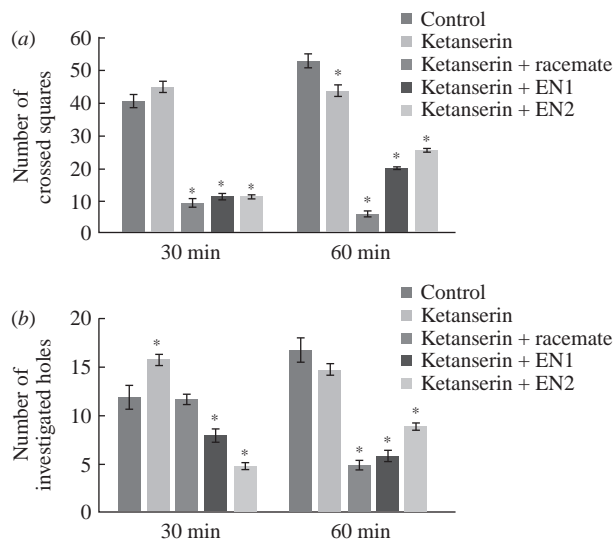 (a)
Number of
crossed squares
60
50
40
30
20
10
0
* * * * * * *
30 min
60 min
Control
Ketanserin
Ketanserin + racemate
Ketanserin + EN1
Ketanserin + EN2
(b)
Number of
investigated holes
20
15
10
5
0
* * * * * *
30 min
60 min
Control
Ketanserin
Ketanserin + racemate
Ketanserin + EN1
Ketanserin + EN2